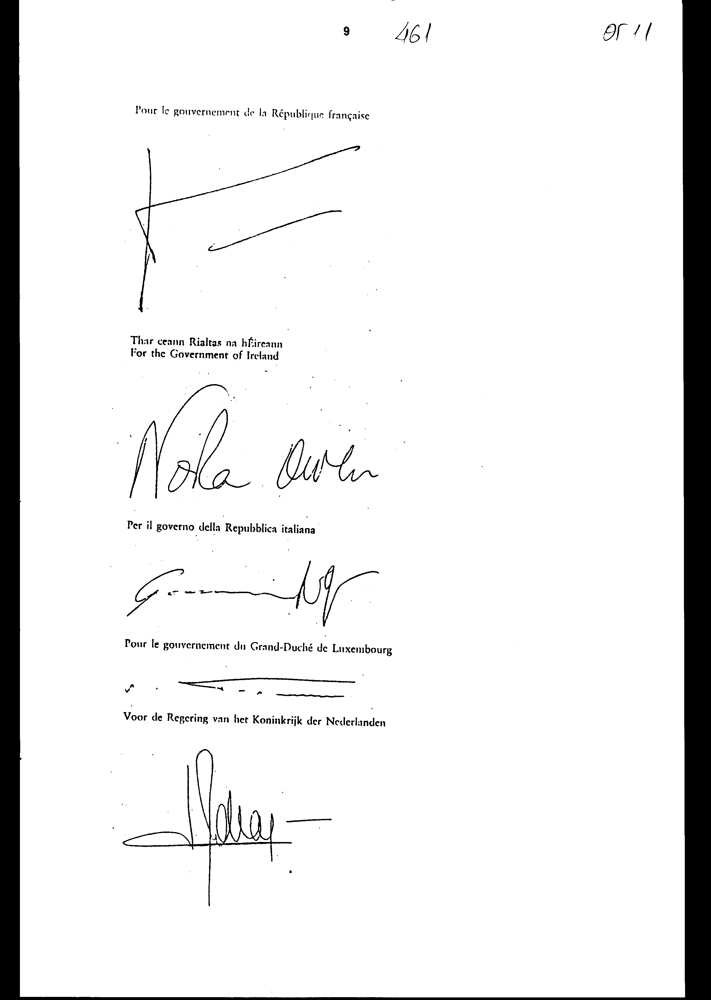 9 461
Pour le gouvernement de la République française
Thar ceann Rialtas na hÉireann
For the Government of Ireland
Nora Owen
Per il governo della Repubblica italiana
Pour le gouvernement du Grand-Duché de Luxembourg
Voor de Regering van het Koninkrijk der Nederlanden